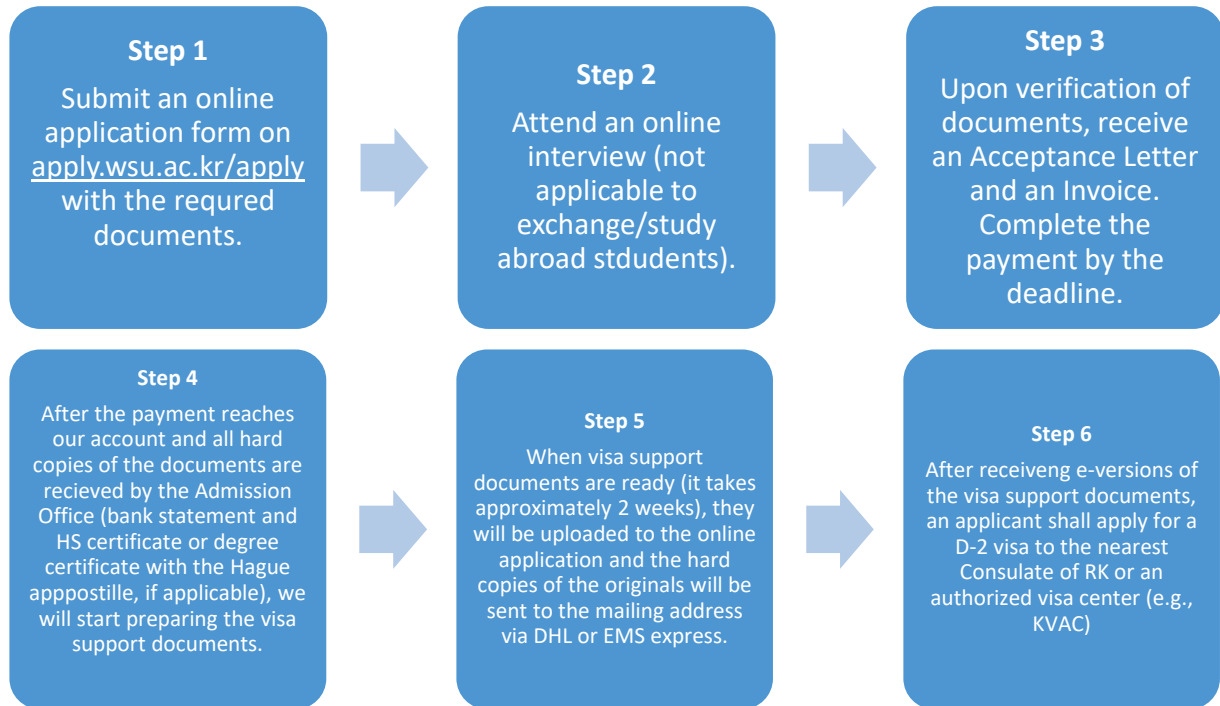 Step 1
Submit an online
application form on
apply.wsu.ac.kr/apply
with the requred
documents.
Step 2
Attend an online
interview (not
applicable to
exchange/study
abroad stdudents).
Step 3
Upon verification of
documents, receive
an Acceptance Letter
and an Invoice.
Complete the
payment by the
deadline.
Step 4
After the payment reaches
our account and all hard
copies of the documents are
recieved by the Admission
Office (bank statement and
HS certificate or degree
certificate with the Hague
apppostille, if applicable), we
will start preparing the visa
support documents.
Step 5
When visa support
documents are ready (it takes
approximately 2 weeks), they
will be uploaded to the online
application and the hard
copies of the originals will be
sent to the mailing address
via DHL or EMS express.
Step 6
After receiveng e-versions of
the visa support documents,
an applicant shall apply for a
D-2 visa to the nearest
Consulate of RK or an
authorized visa center (e.g.,
KVAC)